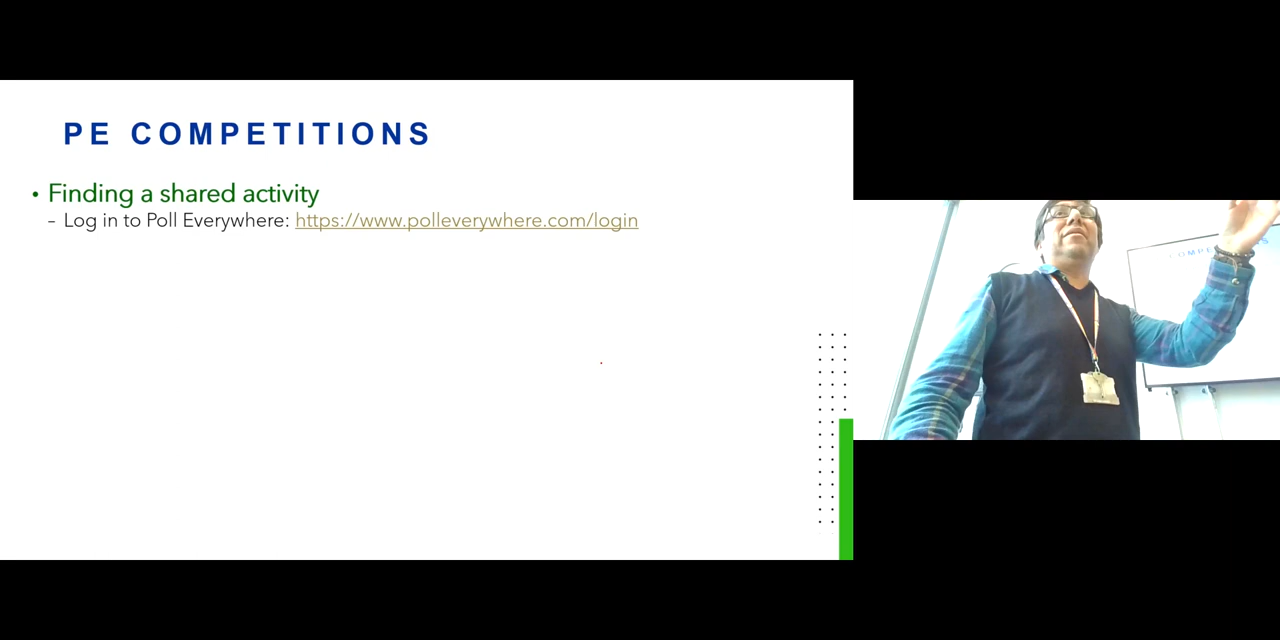 PE COMPETITIONS
• Finding a shared activity
– Log in to Poll Everywhere: https://www.polleverywhere.com/login